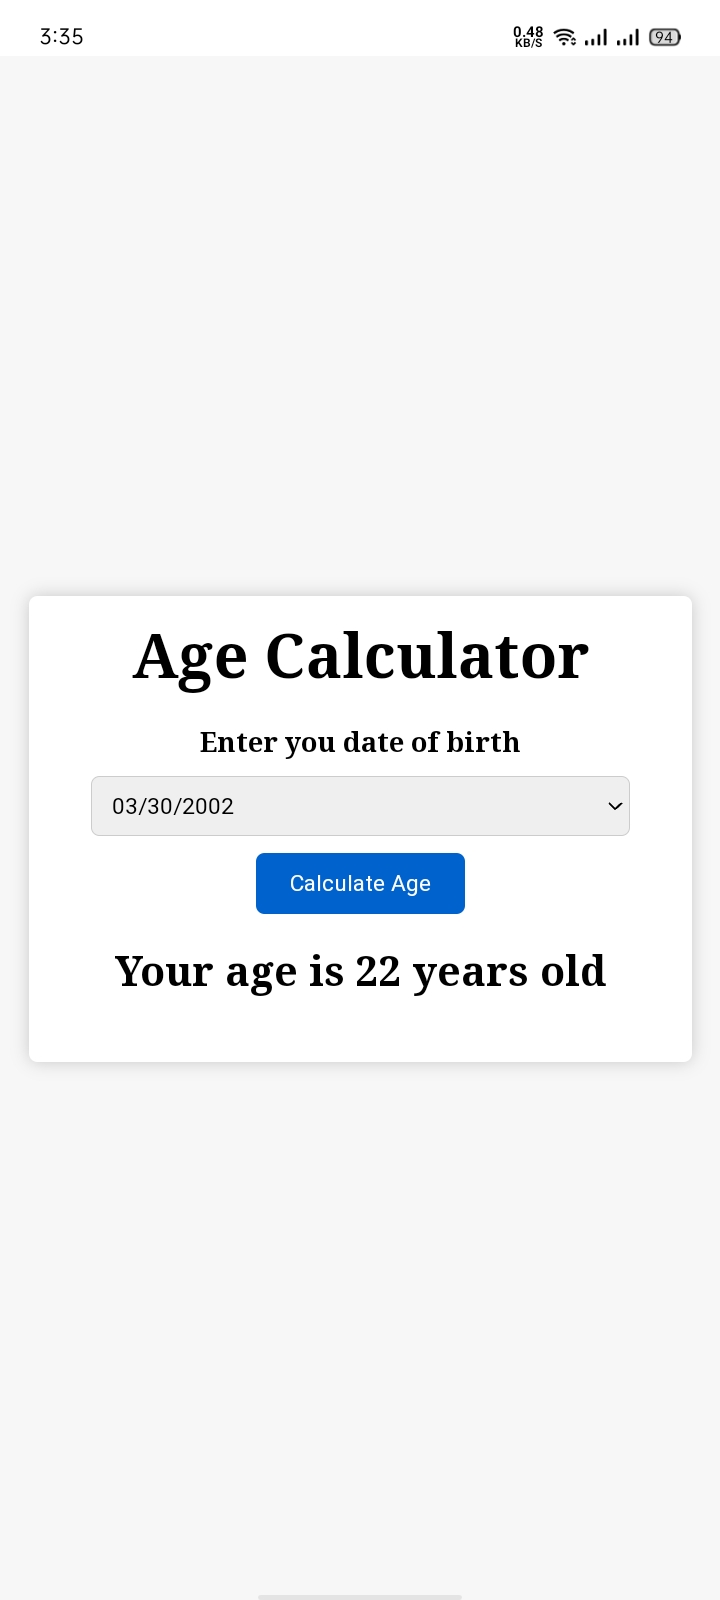 3:35
0.48
KB/S
94
Age Calculator
Enter you date of birth
03/30/2002
Calculate Age
Your age is 22 years old